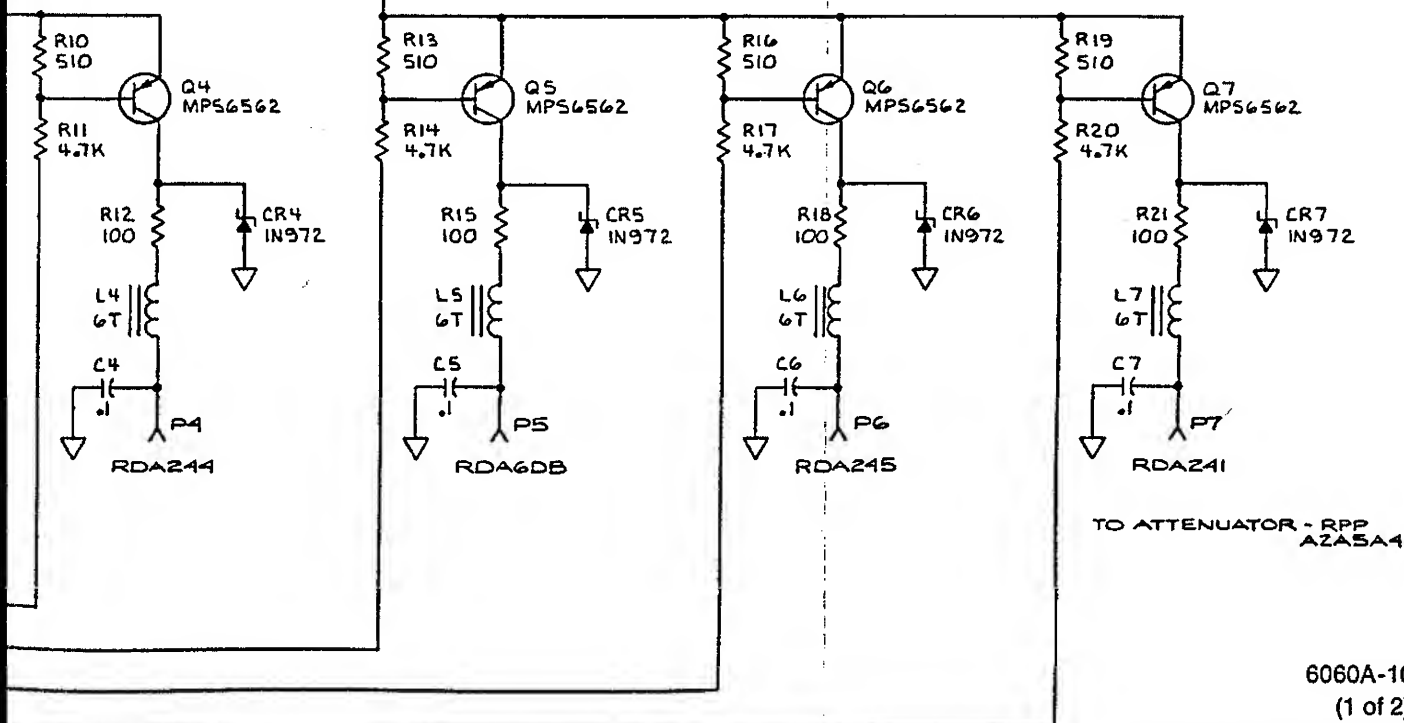 R10
510
R13
510
R16
510
R19
510
Q4
MPS6562
Q5
MPS6562
Q6
MPS6562
Q7
MPS6562
R11
4.7K
R14
4.7K
R17
4.7K
R20
4.7K
R12
100
CR4
1N972
R15
100
CR5
1N972
R18
100
CR6
1N972
R21
100
CR7
1N972
L4
6T
L5
6T
L6
6T
L7
6T
C4
.1
C5
.1
C6
.1
C7
.1
P4
P5
P6
P7
RDA244
RDA6DB
RDA245
RDA241
TO ATTENUATOR - RPP
A2A5A4
6060A-10
(1 of 2)